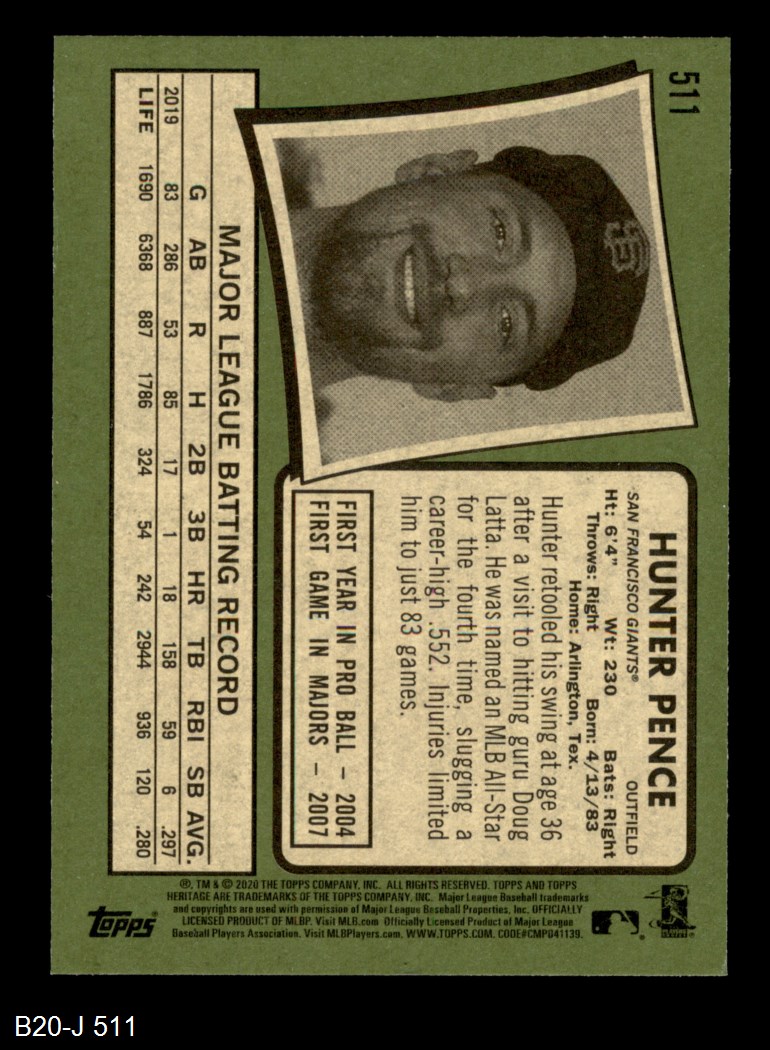 511
HUNTER PENCE
SAN FRANCISCO GIANTS® OUTFIELD
Ht: 6'4" Wt: 230 Bats: Right
Throws: Right Born: 4/13/83
Home: Arlington, Tex.
Hunter retooled his swing at age 36
after a visit to hitting guru Doug
Latta. He was named an MLB All-Star
for the fourth time, slugging a
career-high .552. Injuries limited
him to just 83 games.
FIRST YEAR IN PRO BALL – 2004
FIRST GAME IN MAJORS – 2007
MAJOR LEAGUE BATTING RECORD
G AB R H 2B 3B HR TB RBI SB AVG.
2019 83 286 53 85 17 1 18 158 59 6 .297
LIFE 1690 6368 887 1786 324 54 242 2944 936 120 .280
®, TM & © 2020 THE TOPPS COMPANY, INC. ALL RIGHTS RESERVED. TOPPS AND TOPPS
HERITAGE ARE TRADEMARKS OF THE TOPPS COMPANY, INC. Major League Baseball trademarks
and copyrights are used with permission of Major League Baseball Properties, Inc. OFFICIALLY
LICENSED PRODUCT OF MLBP. Visit MLB.com Officially Licensed Product of Major League
Baseball Players Association. Visit MLBPlayers.com. WWW.TOPPS.COM. CODE#CMP041139.
topps
B20-J 511